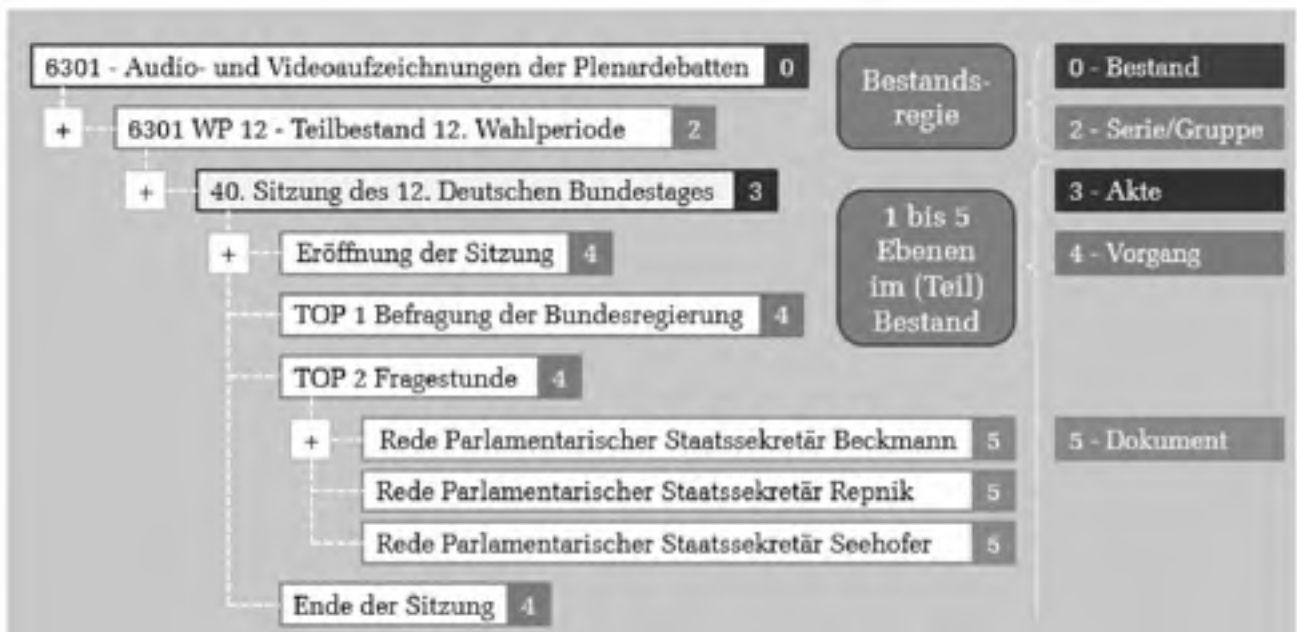 6301 - Audio- und Videoaufzeichnungen der Plenardebatten 0
+ 6301 WP 12 - Teilbestand 12. Wahlperiode 2
+ 40. Sitzung des 12. Deutschen Bundestages 3
+ Eröffnung der Sitzung 4
TOP 1 Befragung der Bundesregierung 4
TOP 2 Fragestunde 4
+ Rede Parlamentarischer Staatssekretär Beckmann 5
Rede Parlamentarischer Staatssekretär Repnik 5
Rede Parlamentarischer Staatssekretär Seehofer 5
Ende der Sitzung 4
Bestands-
regie
1 bis 5
Ebenen
im (Teil)
Bestand
0 - Bestand
2 - Serie/Gruppe
3 - Akte
4 - Vorgang
5 - Dokument